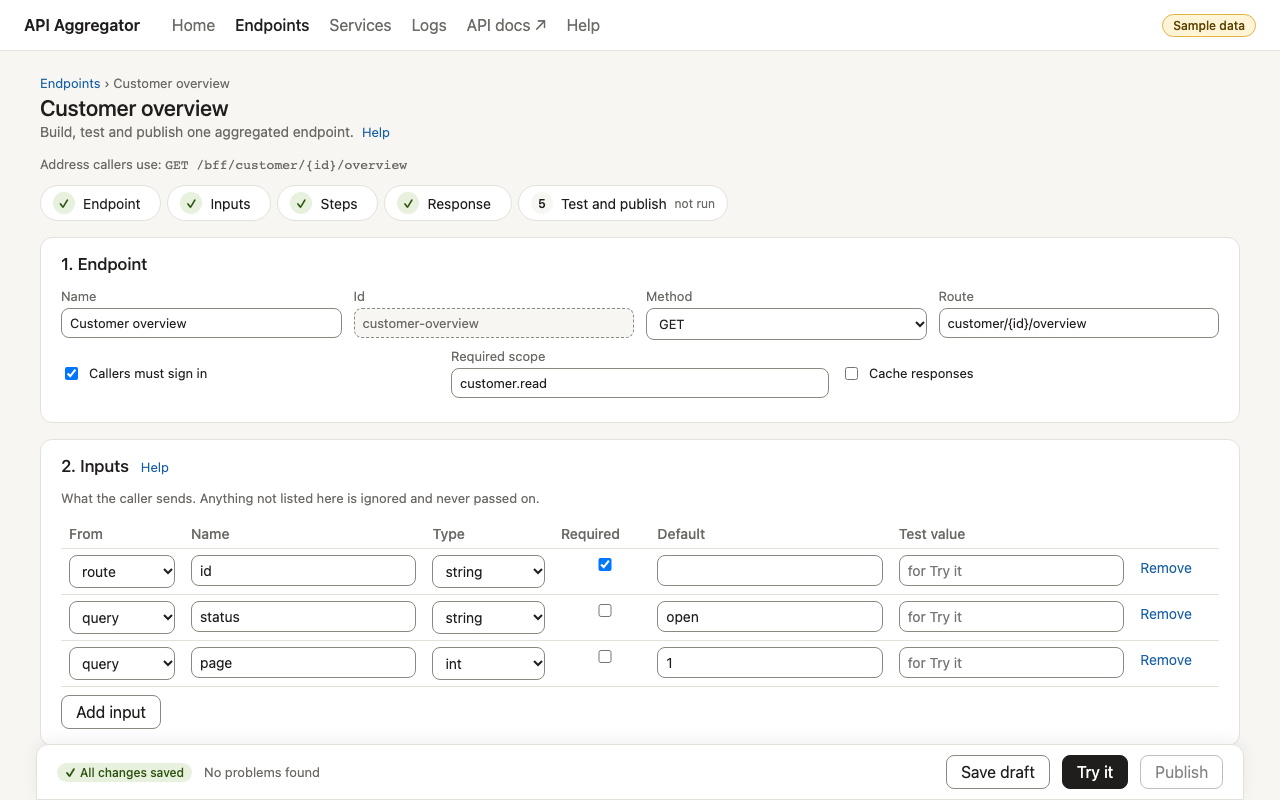 API Aggregator Home Endpoints Services Logs API docs ↗ Help Sample data
Endpoints › Customer overview
Customer overview
Build, test and publish one aggregated endpoint. Help
Address callers use: GET /bff/customer/{id}/overview
✓ Endpoint ✓ Inputs ✓ Steps ✓ Response 5 Test and publish not run
1. Endpoint
Name Id Method Route
Customer overview customer-overview GET customer/{id}/overview
Required scope
Callers must sign in customer.read Cache responses
2. Inputs Help
What the caller sends. Anything not listed here is ignored and never passed on.
From Name Type Required Default Test value
route id string for Try it Remove
query status string open for Try it Remove
query page int 1 for Try it Remove
Add input
✓ All changes saved No problems found Save draft Try it Publish